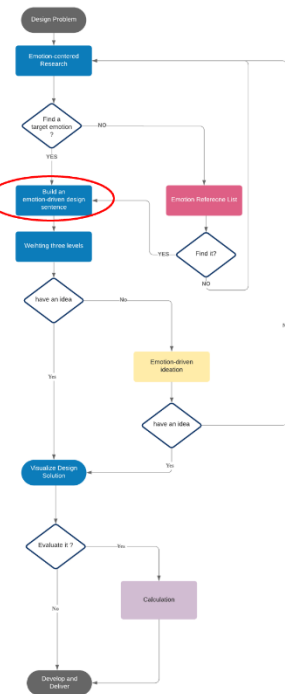 Design Problem
Emotion-centered
Research
Find a
target emotion
?
NO
YES
Build an
emotion-driven design
sentence
Emotion Reference List
Weihting three levels
YES
Find it?
NO
have an idea
No
Emotion-driven
ideation
Yes
have an idea
Yes
Visualize Design
Solution
Evaluate it ?
Yes
Calculation
No
Develop and
Deliver